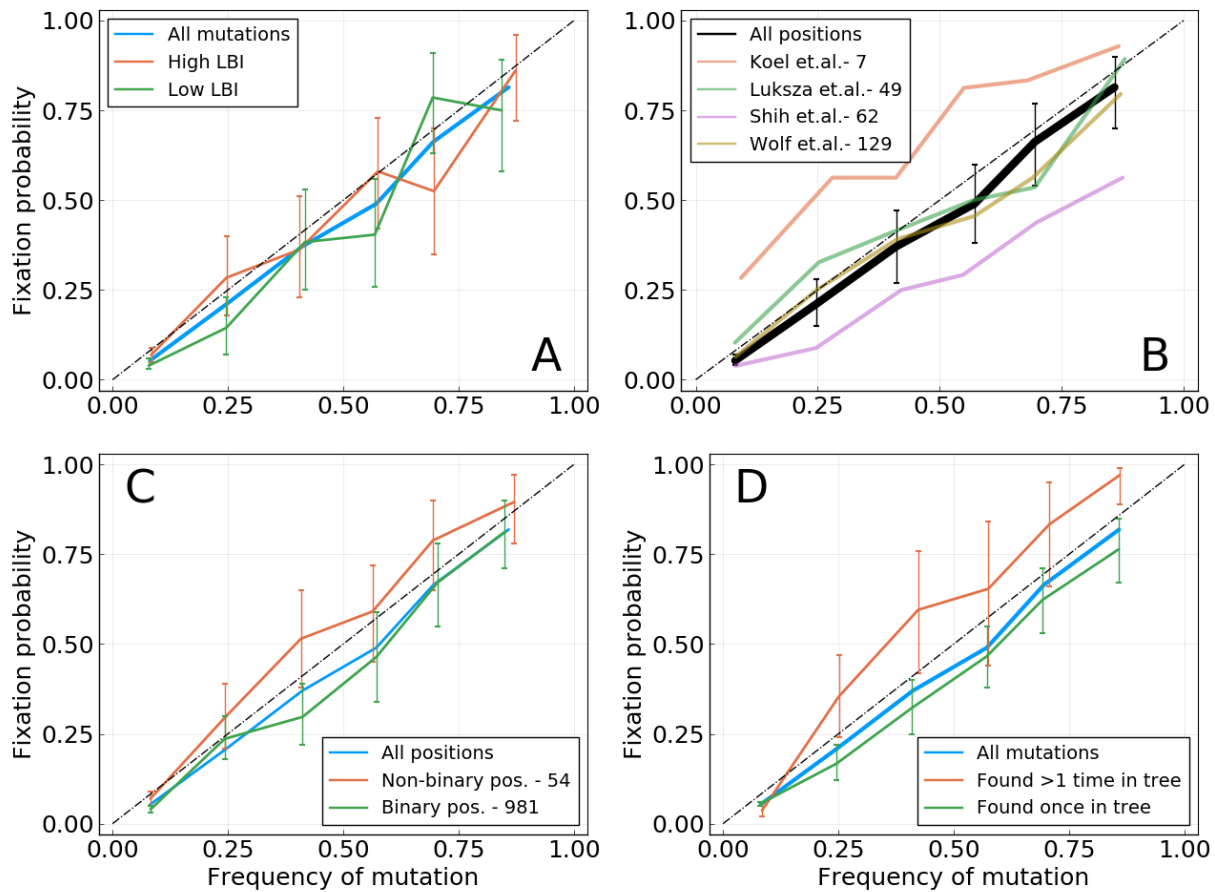 All mutations
High LBI
Low LBI
1.00
0.75
0.50
0.25
0.00
Fixation probability
0.00
0.25
0.50
0.75
1.00
A
All positions
Koel et.al.- 7
Luksza et.al.- 49
Shih et.al.- 62
Wolf et.al.- 129
1.00
0.75
0.50
0.25
0.00
0.00
0.25
0.50
0.75
1.00
B
C
1.00
0.75
0.50
0.25
0.00
Fixation probability
All positions
Non-binary pos. - 54
Binary pos. - 981
0.00
0.25
0.50
0.75
1.00
Frequency of mutation
D
1.00
0.75
0.50
0.25
0.00
Fixation probability
All mutations
Found >1 time in tree
Found once in tree
0.00
0.25
0.50
0.75
1.00
Frequency of mutation